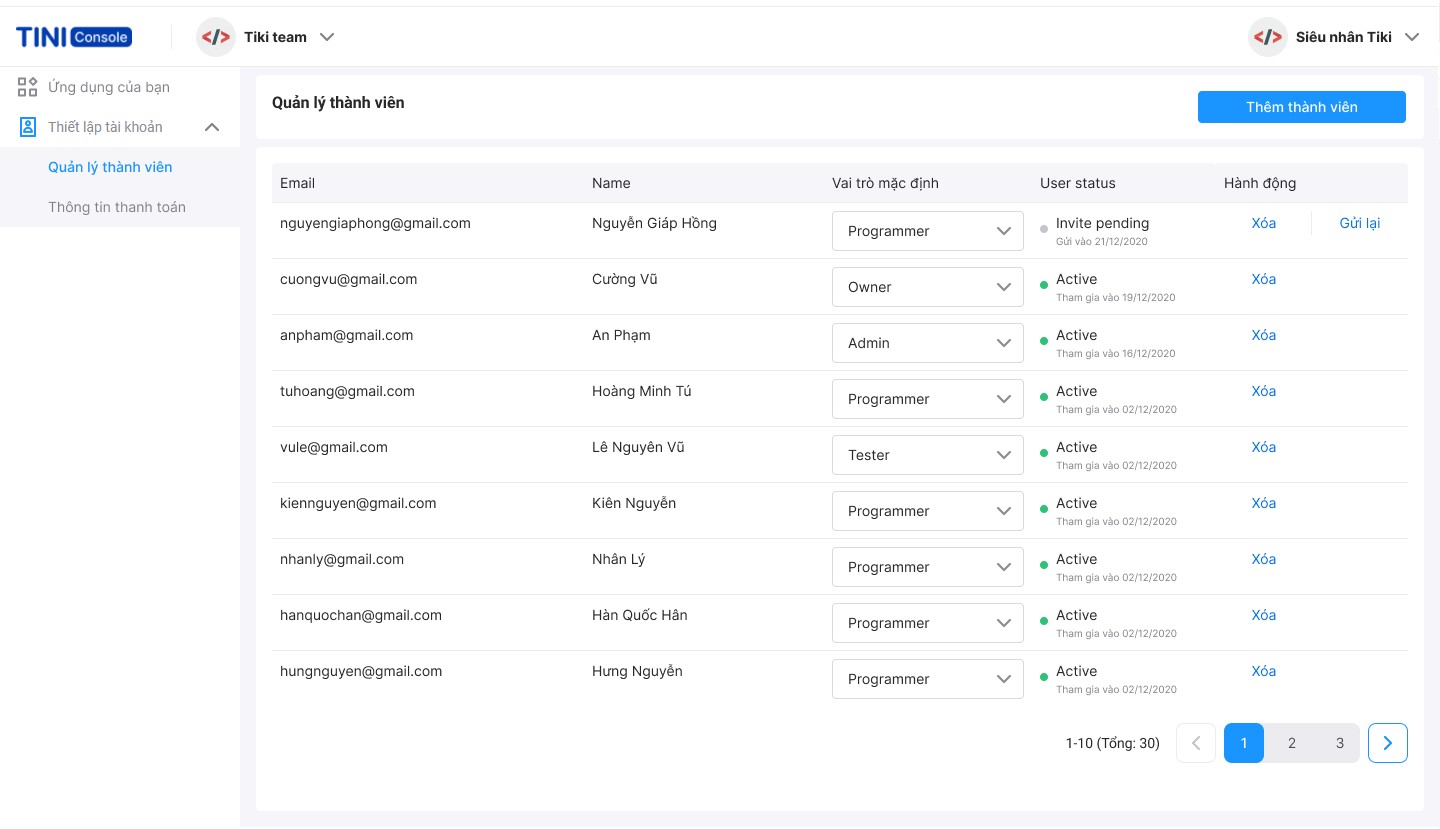 TINI Console
</> Tiki team
</> Siêu nhân Tiki
Ứng dụng của bạn
Thiết lập tài khoản
Quản lý thành viên
Thông tin thanh toán
Quản lý thành viên
Thêm thành viên
Email Name Vai trò mặc định User status Hành động
nguyengiaphong@gmail.com Nguyễn Giáp Hồng Programmer Invite pending Xóa Gửi lại
Gửi vào 21/12/2020
cuongvu@gmail.com Cường Vũ Owner Active Xóa
Tham gia vào 19/12/2020
anpham@gmail.com An Phạm Admin Active Xóa
Tham gia vào 16/12/2020
tuhoang@gmail.com Hoàng Minh Tú Programmer Active Xóa
Tham gia vào 02/12/2020
vule@gmail.com Lê Nguyên Vũ Tester Active Xóa
Tham gia vào 02/12/2020
kiennguyen@gmail.com Kiên Nguyễn Programmer Active Xóa
Tham gia vào 02/12/2020
nhanly@gmail.com Nhân Lý Programmer Active Xóa
Tham gia vào 02/12/2020
hanquochan@gmail.com Hàn Quốc Hân Programmer Active Xóa
Tham gia vào 02/12/2020
hungnguyen@gmail.com Hưng Nguyễn Programmer Active Xóa
Tham gia vào 02/12/2020
1-10 (Tổng: 30) 1 2 3